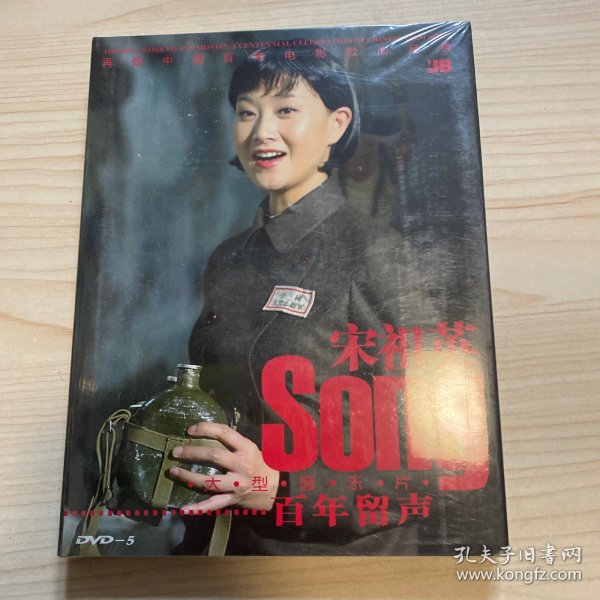 再现中国百年电影歌曲经典
JB
宋祖英
Song
大·型·音·乐·片
百年留声
DVD-5
孔夫子旧书网
www.kongfz.com